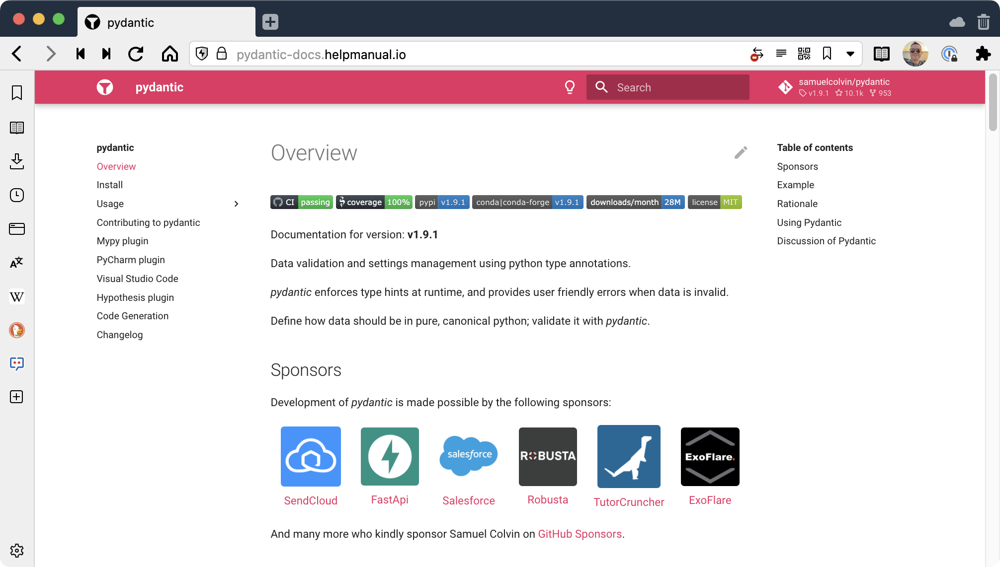 pydantic
pydantic-docs.helpmanual.io
pydantic
Search
samuelcolvin/pydantic
v1.9.1 10.1k 953
pydantic
Overview
Install
Usage
Contributing to pydantic
Mypy plugin
PyCharm plugin
Visual Studio Code
Hypothesis plugin
Code Generation
Changelog
Overview
CI passing coverage 100% pypi v1.9.1 conda|conda-forge v1.9.1 downloads/month 28M license MIT
Documentation for version: v1.9.1
Data validation and settings management using python type annotations.
pydantic enforces type hints at runtime, and provides user friendly errors when data is invalid.
Define how data should be in pure, canonical python; validate it with pydantic.
Sponsors
Development of pydantic is made possible by the following sponsors:
salesforce ROBUSTA ExoFlare.
SendCloud FastApi Salesforce Robusta TutorCruncher ExoFlare
And many more who kindly sponsor Samuel Colvin on GitHub Sponsors.
Table of contents
Sponsors
Example
Rationale
Using Pydantic
Discussion of Pydantic
A文
W